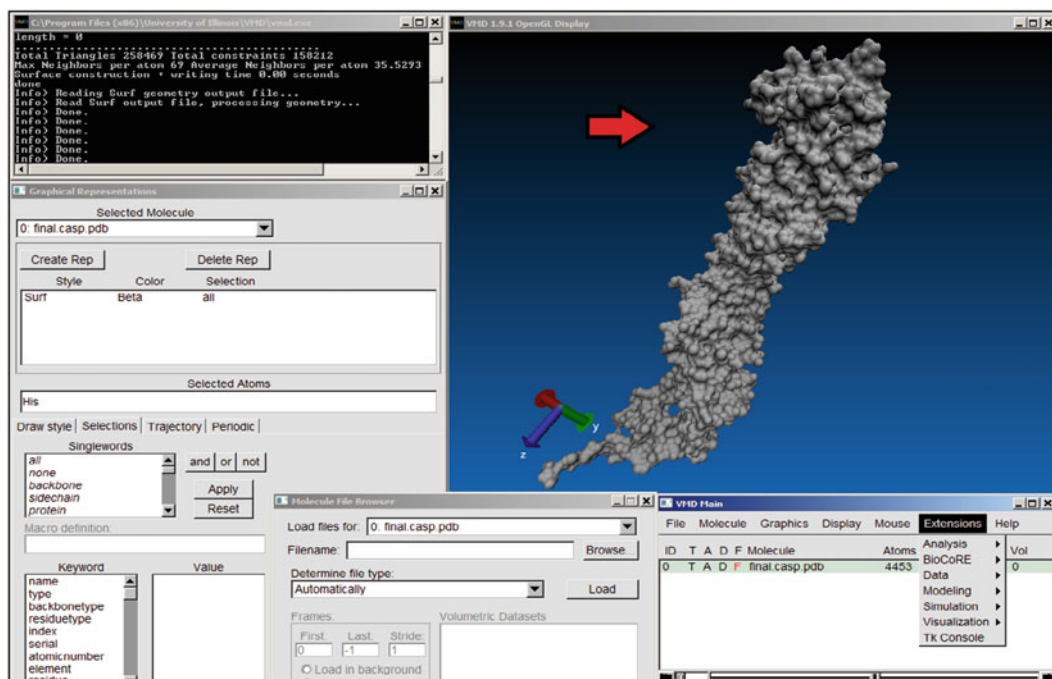 C:\Program Files (x86)\University of Illinois\VMD\vmd.exe
length = 0
Total Triangles 258469 Total constraints 158212
Max Neighbors per atom 69 Average Neighbors per atom 35.5293
Surface construction + writing time 0.00 seconds
done
Info> Reading Surf geometry output file...
Info> Read Surf output file, processing geometry...
Info> Done.
Info> Done.
Info> Done.
Info> Done.
Info> Done.
Info> Done.
VMD 1.9.1 OpenGL Display
y
z
Graphical Representations
Selected Molecule
0: final.casp.pdb
Create Rep Delete Rep
Style Color Selection
Surf Beta all
Selected Atoms
His
Draw style Selections Trajectory Periodic
Singlewords
all
none
backbone
sidechain
protein
and or not
Apply
Reset
Macro definition:
Keyword Value
name
type
backbonetype
residuetype
index
serial
atomicnumber
element
Molecule File Browser
Load files for: 0: final.casp.pdb
Filename: Browse...
Determine file type:
Automatically Load
Frames: Volumetric Datasets
First: Last: Stride:
0 -1 1
Load in background
VMD Main
File Molecule Graphics Display Mouse Extensions Help
ID T A D F Molecule Atoms Vol
0 T A D F final.casp.pdb 4453 0
Analysis
BioCoRE
Data
Modeling
Simulation
Visualization
Tk Console